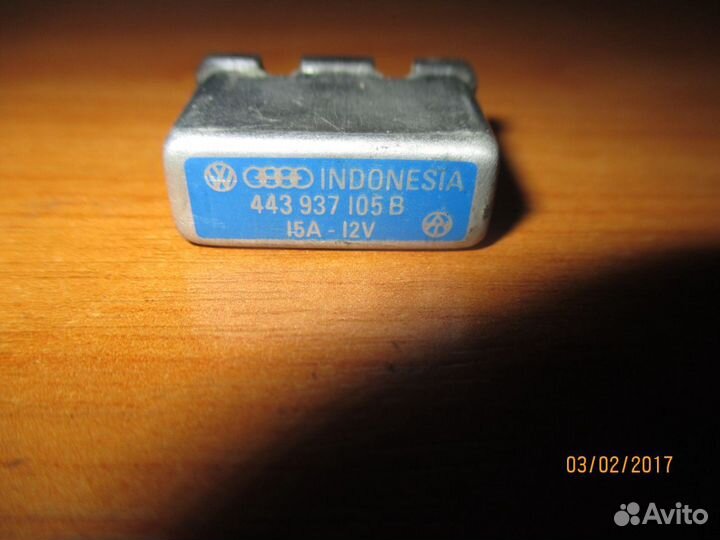 INDONESIA
443 937 105 B
15A - 12V
03/02/2017
Avito